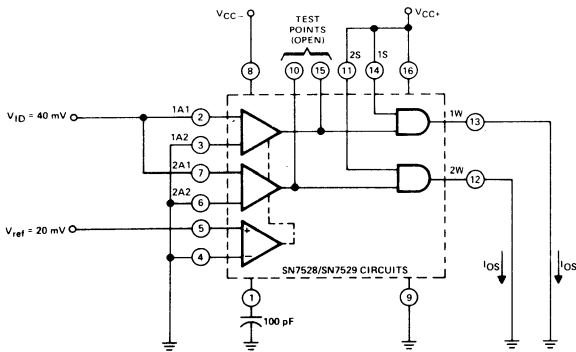 VCC− VCC+
TEST
POINTS
(OPEN)
2S 1S
8 10 15 11 14 16
VID = 40 mV
1A1 2 1W 13
1A2 3
2A1 7 2W 12
2A2 6
Vref = 20 mV 5 +
4 −
IOS IOS
SN7528/SN7529 CIRCUITS
1 9
100 pF